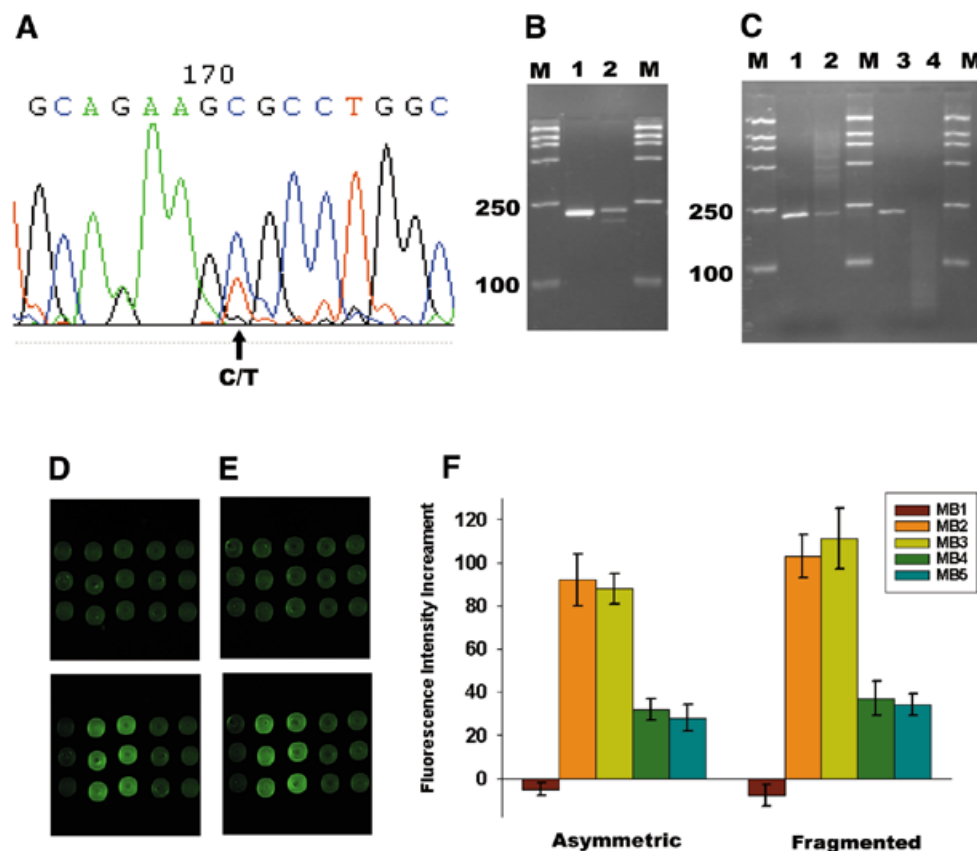 A
170
G C A G A A G C G C C T G G C
C/T
B
M 1 2 M
250
100
C
M 1 2 M 3 4 M
250
100
D
E
F
Fluorescence Intensity Increament
120
100
80
60
40
20
0
MB1
MB2
MB3
MB4
MB5
Asymmetric
Fragmented